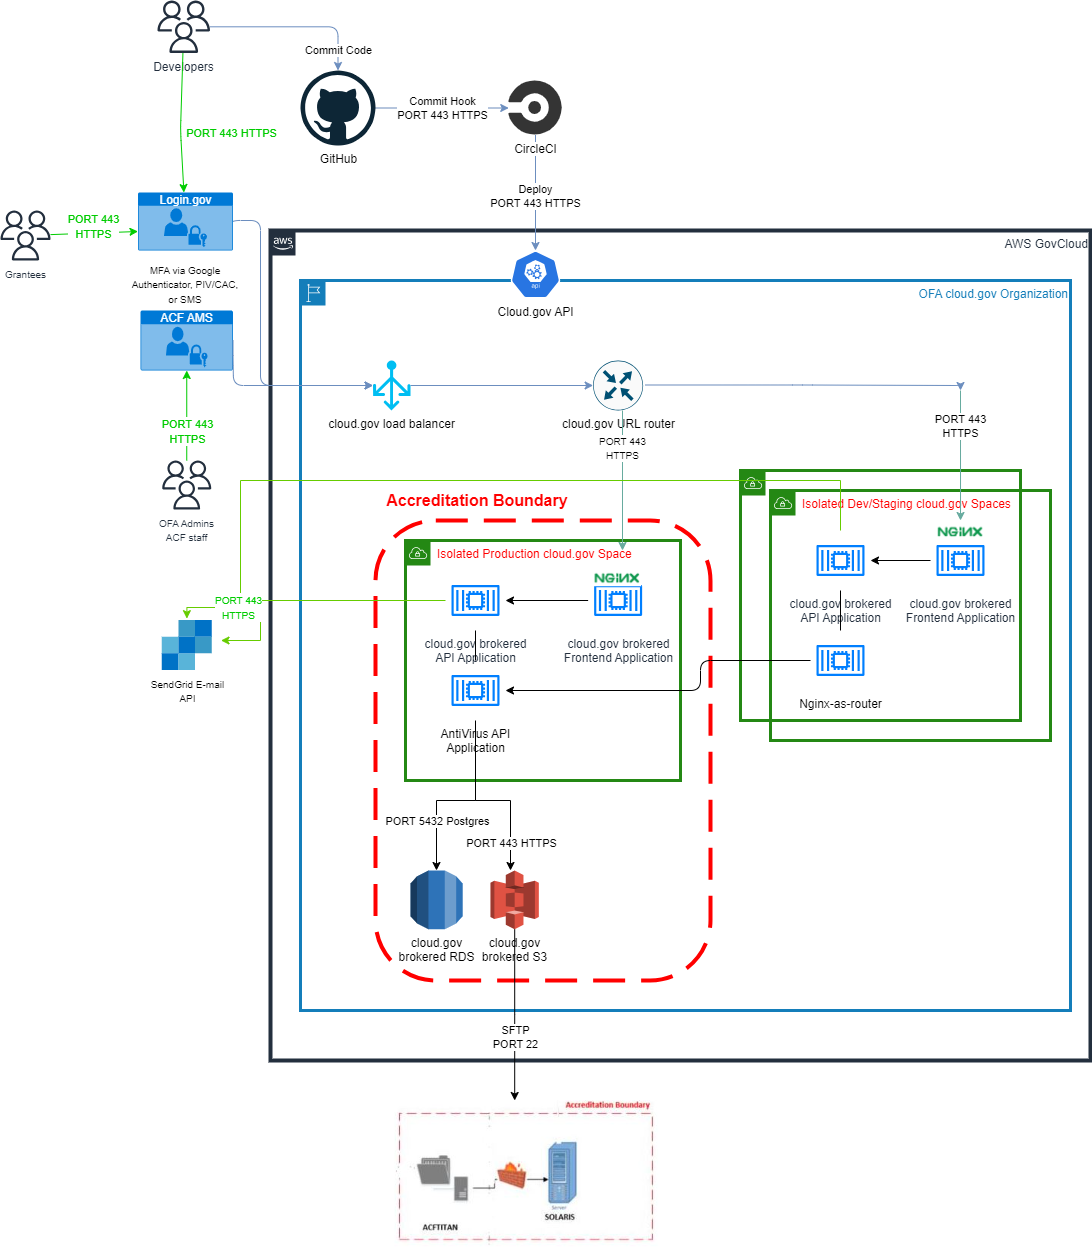 Developers
Commit Code
GitHub
Commit Hook
PORT 443 HTTPS
CircleCI
PORT 443 HTTPS
Deploy
PORT 443 HTTPS
Login.gov
PORT 443
HTTPS
Grantees
MFA via Google
Authenticator, PIV/CAC,
or SMS
ACF AMS
PORT 443
HTTPS
OFA Admins
ACF staff
aws
AWS GovCloud
api
Cloud.gov API
OFA cloud.gov Organization
cloud.gov load balancer
cloud.gov URL router
PORT 443
HTTPS
PORT 443
HTTPS
Accreditation Boundary
Isolated Dev/Staging cloud.gov Spaces
NGINX
cloud.gov brokered
API Application
cloud.gov brokered
Frontend Application
Nginx-as-router
Isolated Production cloud.gov Space
NGINX
cloud.gov brokered
API Application
cloud.gov brokered
Frontend Application
AntiVirus API
Application
PORT 443
HTTPS
SendGrid E-mail
API
PORT 5432 Postgres
PORT 443 HTTPS
cloud.gov
brokered RDS
cloud.gov
brokered S3
SFTP
PORT 22
Accreditation Boundary
ACFTITAN
Server
SOLARIS